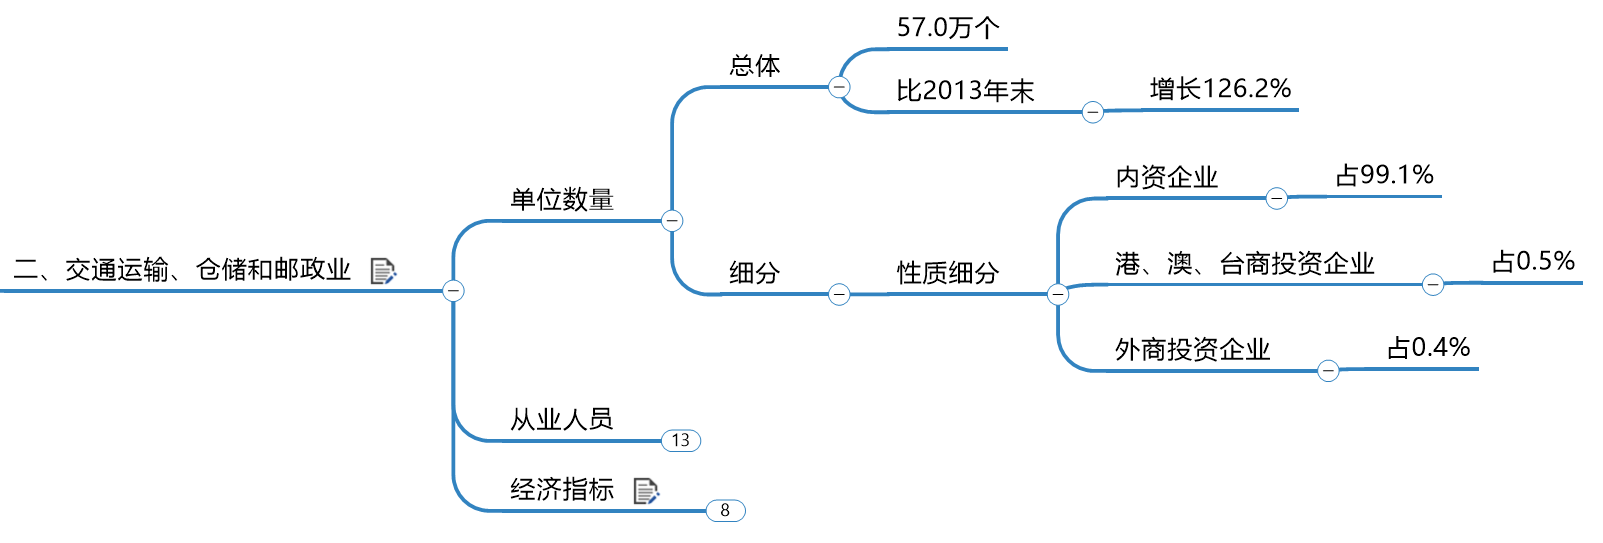 57.0万个
总体
比2013年末
增长126.2%
单位数量
内资企业
占99.1%
二、交通运输、仓储和邮政业
细分
性质细分
港、澳、台商投资企业
占0.5%
外商投资企业
占0.4%
从业人员
13
经济指标
8